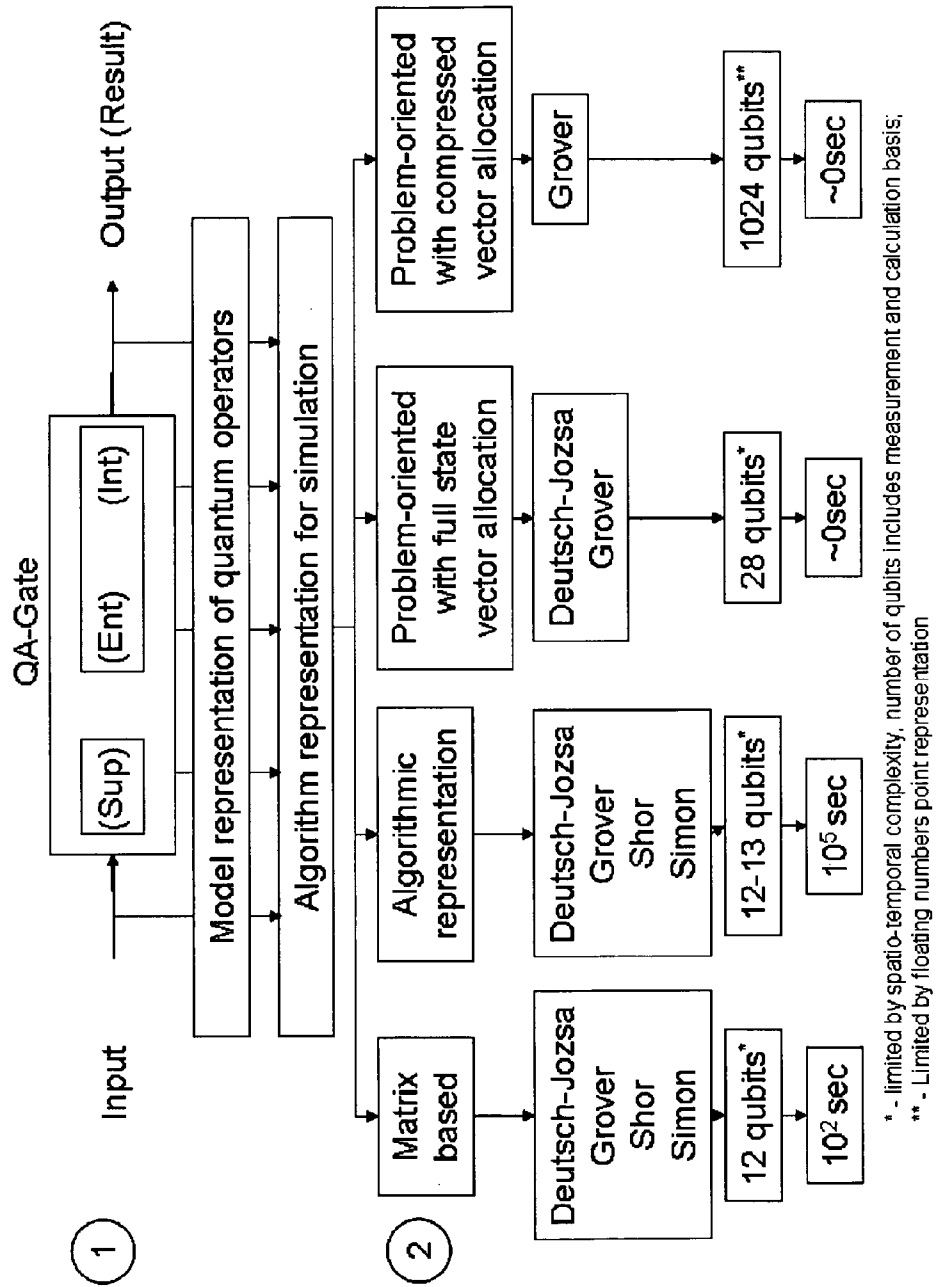 QA-Gate
1
Input
(Sup)
(Ent)
(Int)
Output (Result)
Model representation of quantum operators
Algorithm representation for simulation
2
Matrix
based
Deutsch-Jozsa
Grover
Shor
Simon
12 qubits*
10² sec
Algorithmic
representation
Deutsch-Jozsa
Grover
Shor
Simon
12-13 qubits*
10⁵ sec
Problem-oriented
with full state
vector allocation
Deutsch-Jozsa
Grover
28 qubits*
~0sec
Problem-oriented
with compressed
vector allocation
Grover
1024 qubits**
~0sec
* - limited by spatio-temporal complexity, number of qubits includes measurement and calculation basis;
** - Limited by floating numbers point representation